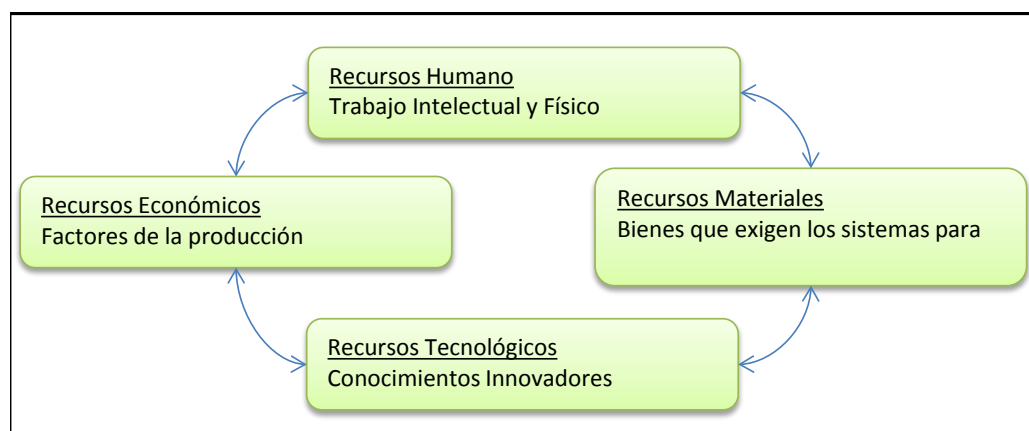 Recursos Humano
Trabajo Intelectual y Físico
Recursos Económicos
Factores de la producción
Recursos Materiales
Bienes que exigen los sistemas para
Recursos Tecnológicos
Conocimientos Innovadores